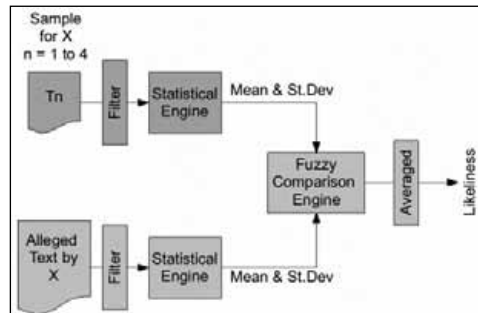 Sample
for X
n = 1 to 4
Tn
Filter
Statistical
Engine
Mean & St.Dev
Fuzzy
Comparison
Engine
Averaged
Likeliness
Alleged
Text by
X
Filter
Statistical
Engine
Mean & St.Dev